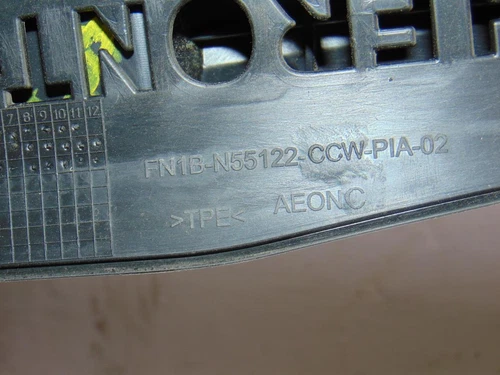 7 8 9 10 11 12
FN1B-N55122-CCW-PIA-02
>TPE< AEONC